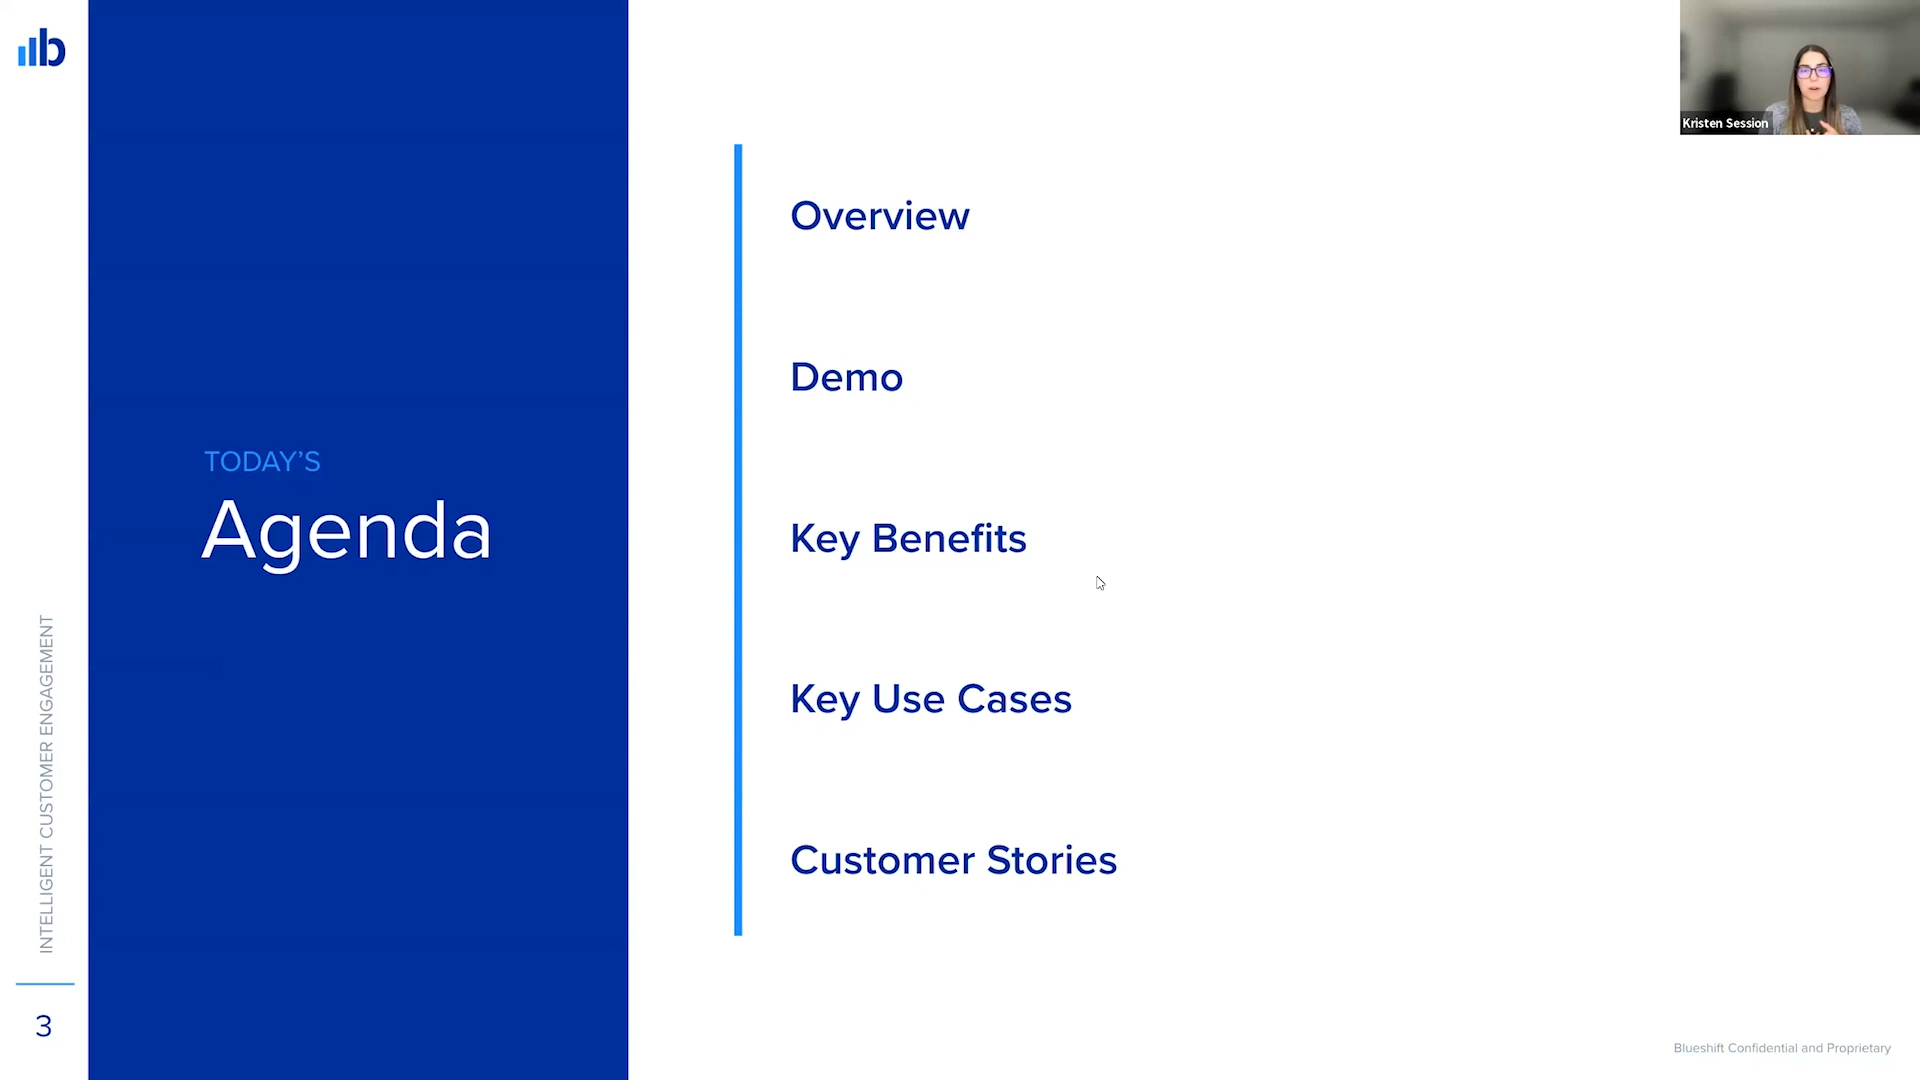 b
TODAY’S
Agenda
Overview
Demo
Key Benefits
Key Use Cases
Customer Stories
Kristen Session
INTELLIGENT CUSTOMER ENGAGEMENT
3
Blueshift Confidential and Proprietary